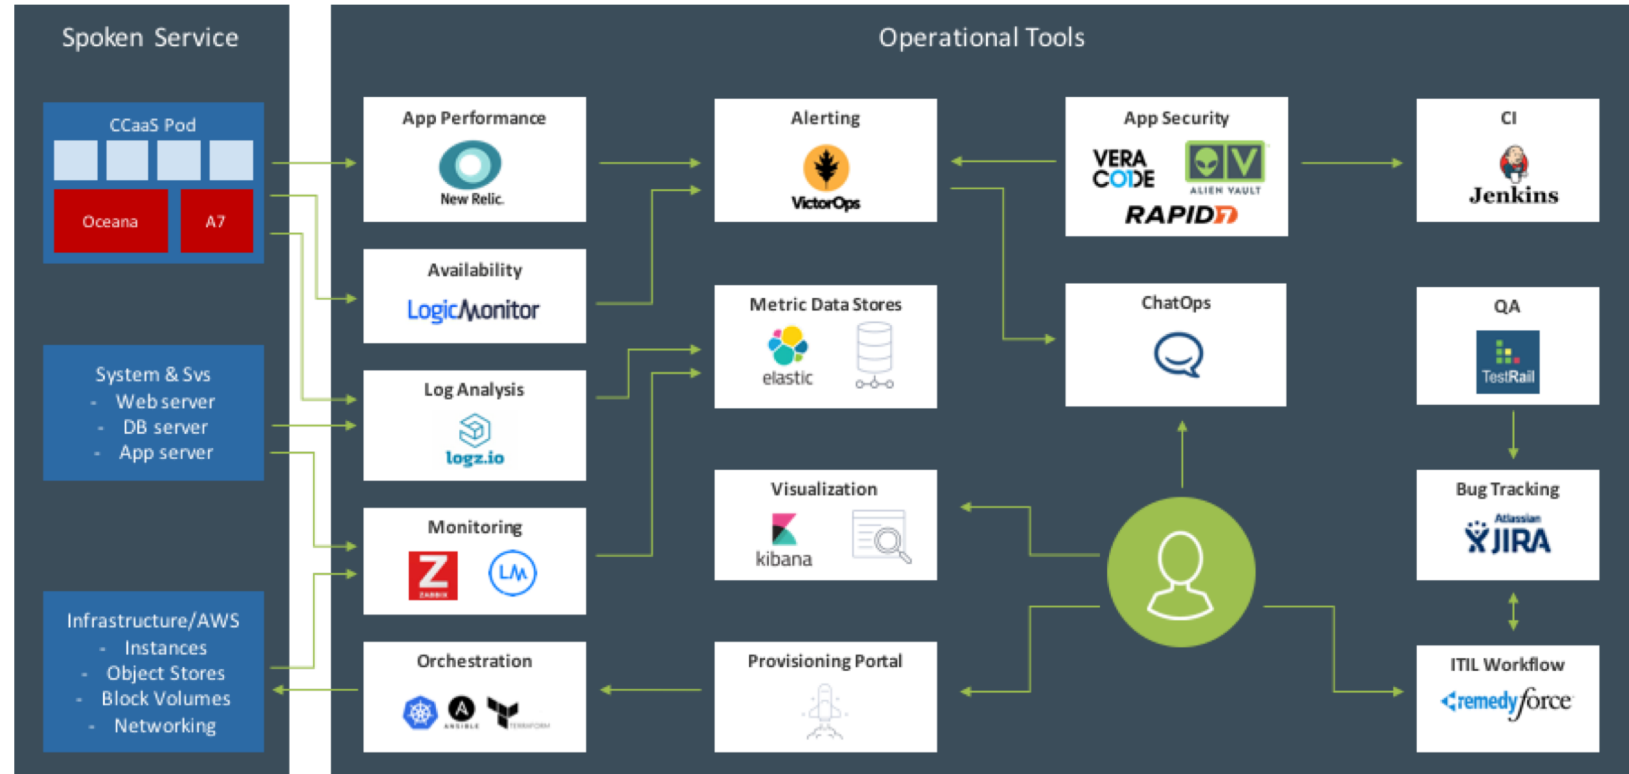 Spoken Service
CCaaS Pod
Oceana
A7
System & Svs
- Web server
- DB server
- App server
Infrastructure/AWS
- Instances
- Object Stores
- Block Volumes
- Networking
Operational Tools
App Performance
New Relic.
Availability
LogicMonitor
Log Analysis
logz.io
Monitoring
Z
ZABBIX
LM
Orchestration
A
ANSIBLE
TERRAFORM
Alerting
VictorOps
Metric Data Stores
elastic
Visualization
kibana
Provisioning Portal
App Security
VERA
CODE
V
ALIEN VAULT
RAPID7
ChatOps
CI
Jenkins
QA
TestRail
Bug Tracking
Atlassian
JIRA
ITIL Workflow
remedyforce